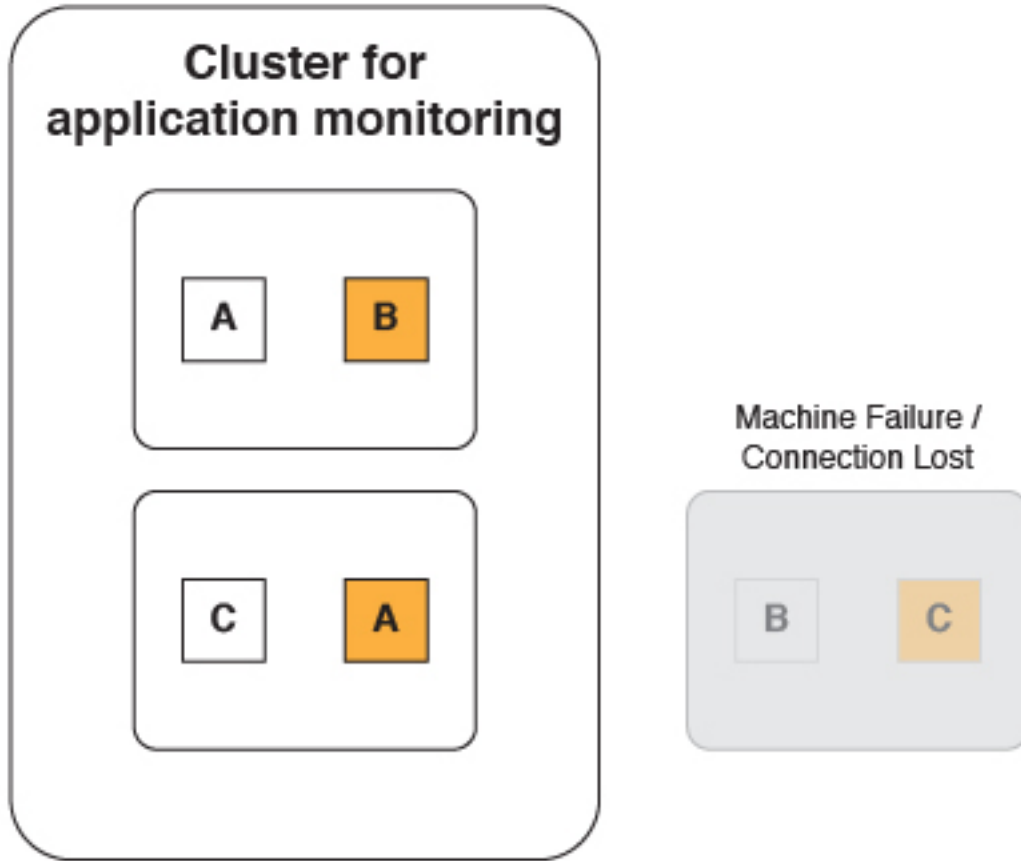 Cluster for
application monitoring
A B
C A
Machine Failure /
Connection Lost
B C